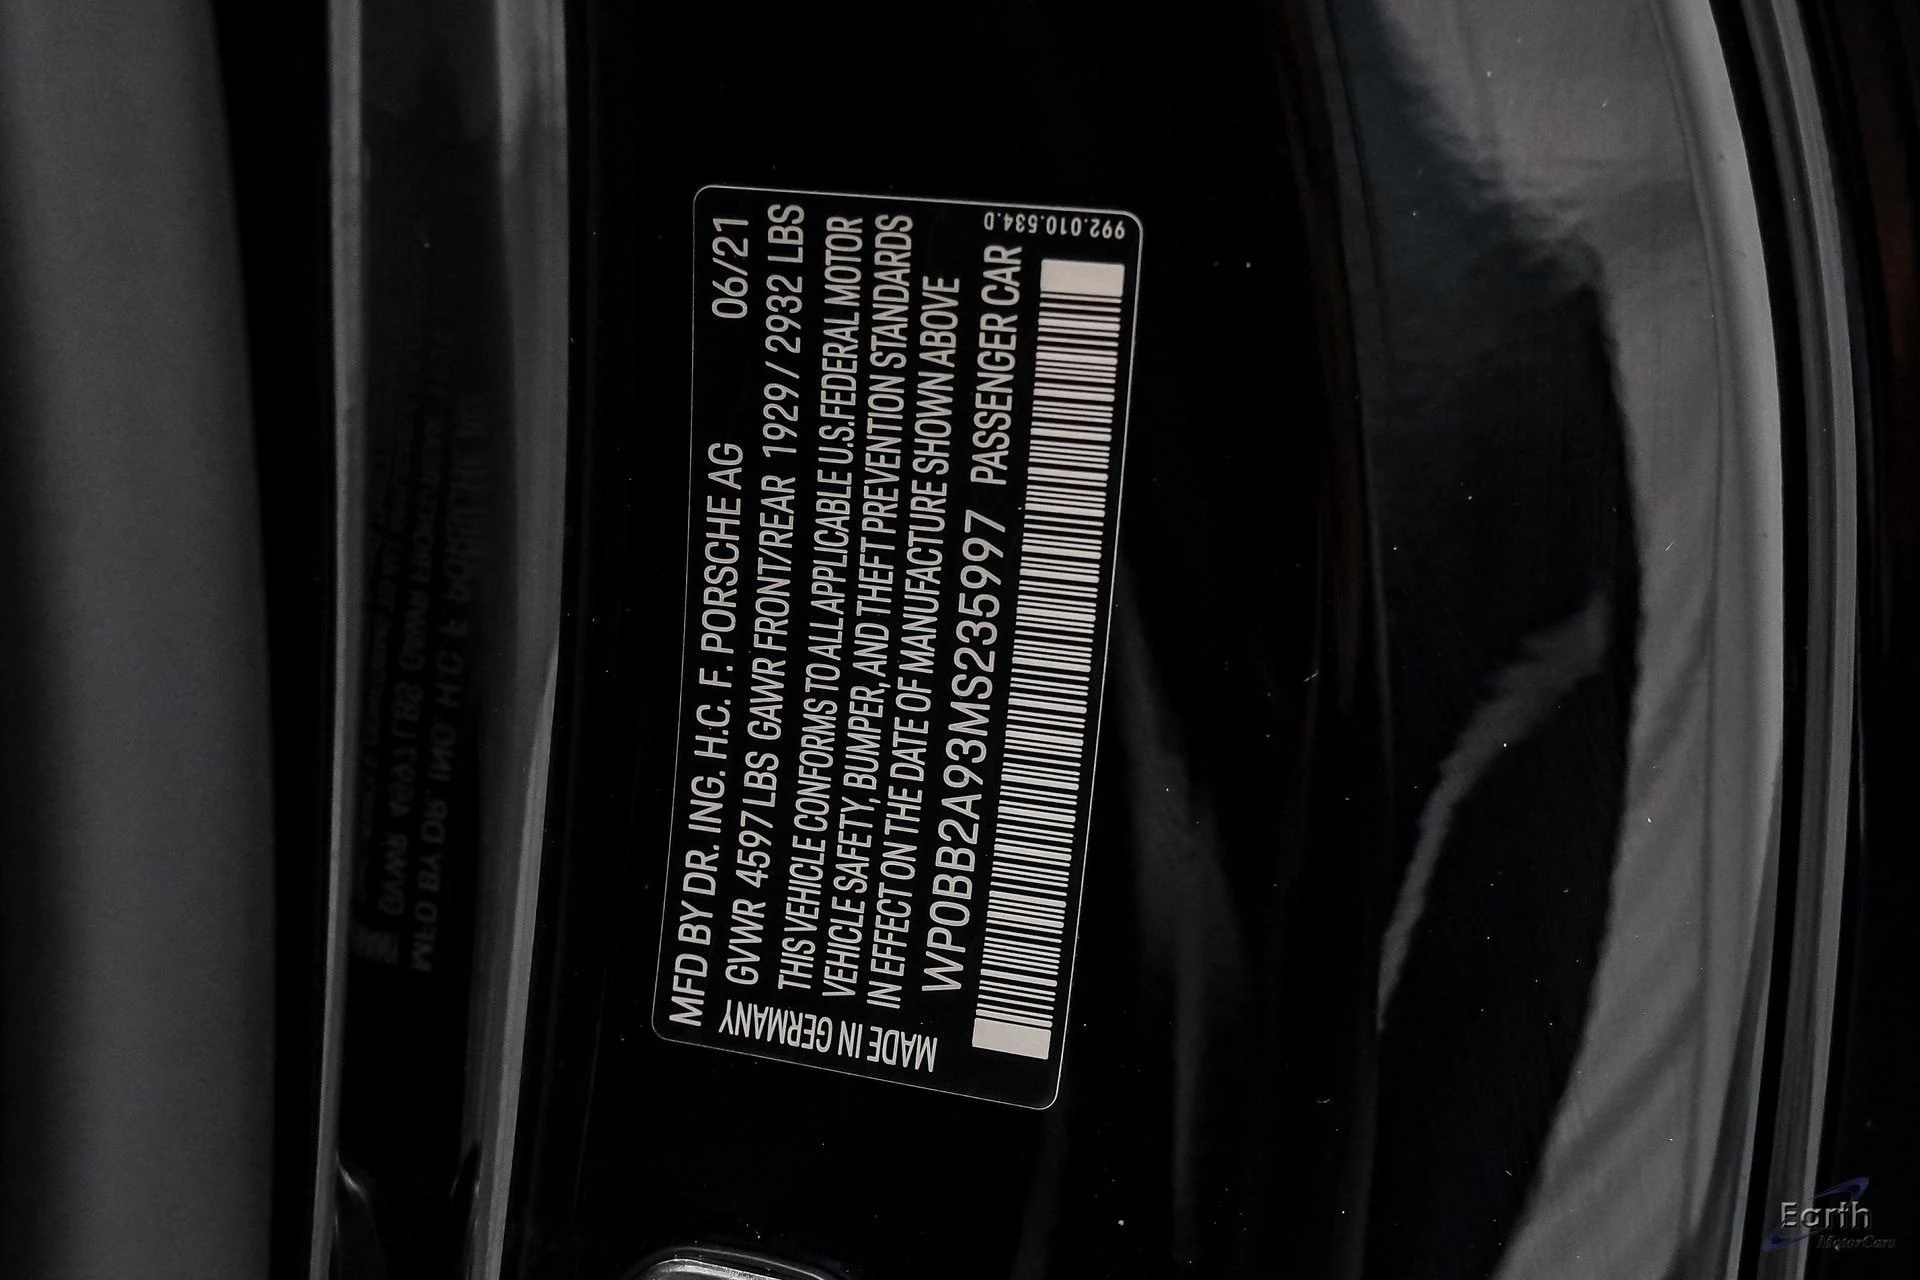 MFD BY DR. ING. H.C. F. PORSCHE AG 06/21
GVWR 4597 LBS GAWR FRONT/REAR 1929 / 2932 LBS
THIS VEHICLE CONFORMS TO ALL APPLICABLE U.S.FEDERAL MOTOR
VEHICLE SAFETY, BUMPER, AND THEFT PREVENTION STANDARDS
IN EFFECT ON THE DATE OF MANUFACTURE SHOWN ABOVE
WP0BB2A93MS235997 PASSENGER CAR
MADE IN GERMANY
992.010.534.D
Earth
MotorCars